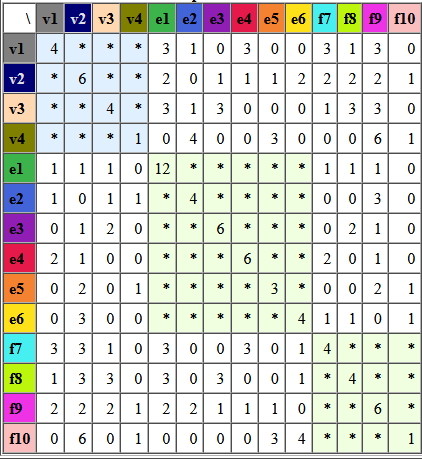 \ v1 v2 v3 v4 e1 e2 e3 e4 e5 e6 f7 f8 f9 f10
v1 4 * * * 3 1 0 3 0 0 3 1 3 0
v2 * 6 * * 2 0 1 1 1 2 2 2 2 1
v3 * * 4 * 3 1 3 0 0 0 1 3 3 0
v4 * * * 1 0 4 0 0 3 0 0 0 6 1
e1 1 1 1 0 12 * * * * * 1 1 1 0
e2 1 0 1 1 * 4 * * * * 0 0 3 0
e3 0 1 2 0 * * 6 * * * 0 2 1 0
e4 2 1 0 0 * * * 6 * * 2 0 1 0
e5 0 2 0 1 * * * * 3 * 0 0 2 1
e6 0 3 0 0 * * * * * 4 1 1 0 1
f7 3 3 1 0 3 0 0 3 0 1 4 * * *
f8 1 3 3 0 3 0 3 0 0 1 * 4 * *
f9 2 2 2 1 2 2 1 1 1 0 * * 6 *
f10 0 6 0 1 0 0 0 0 3 4 * * * 1